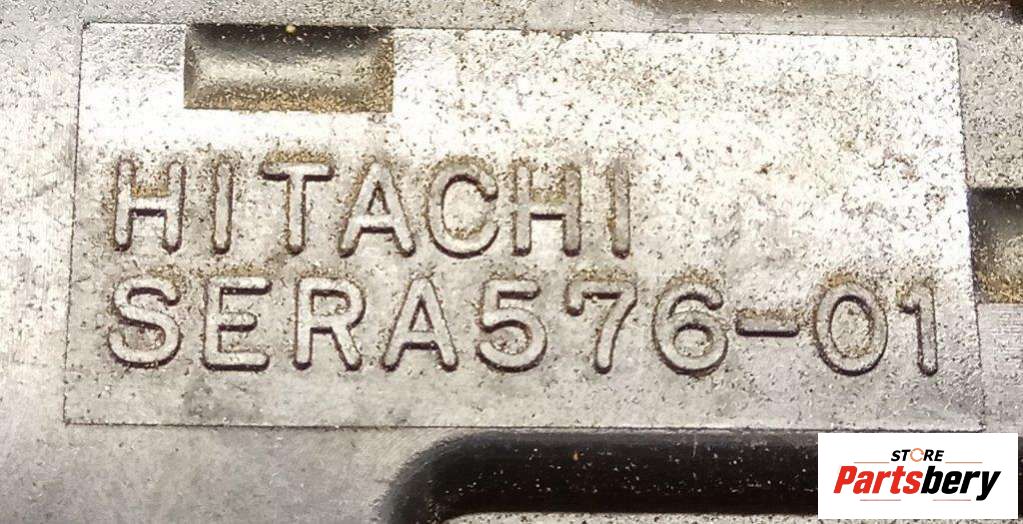 HITACHI
SERA576-01
STORE
Partsbery